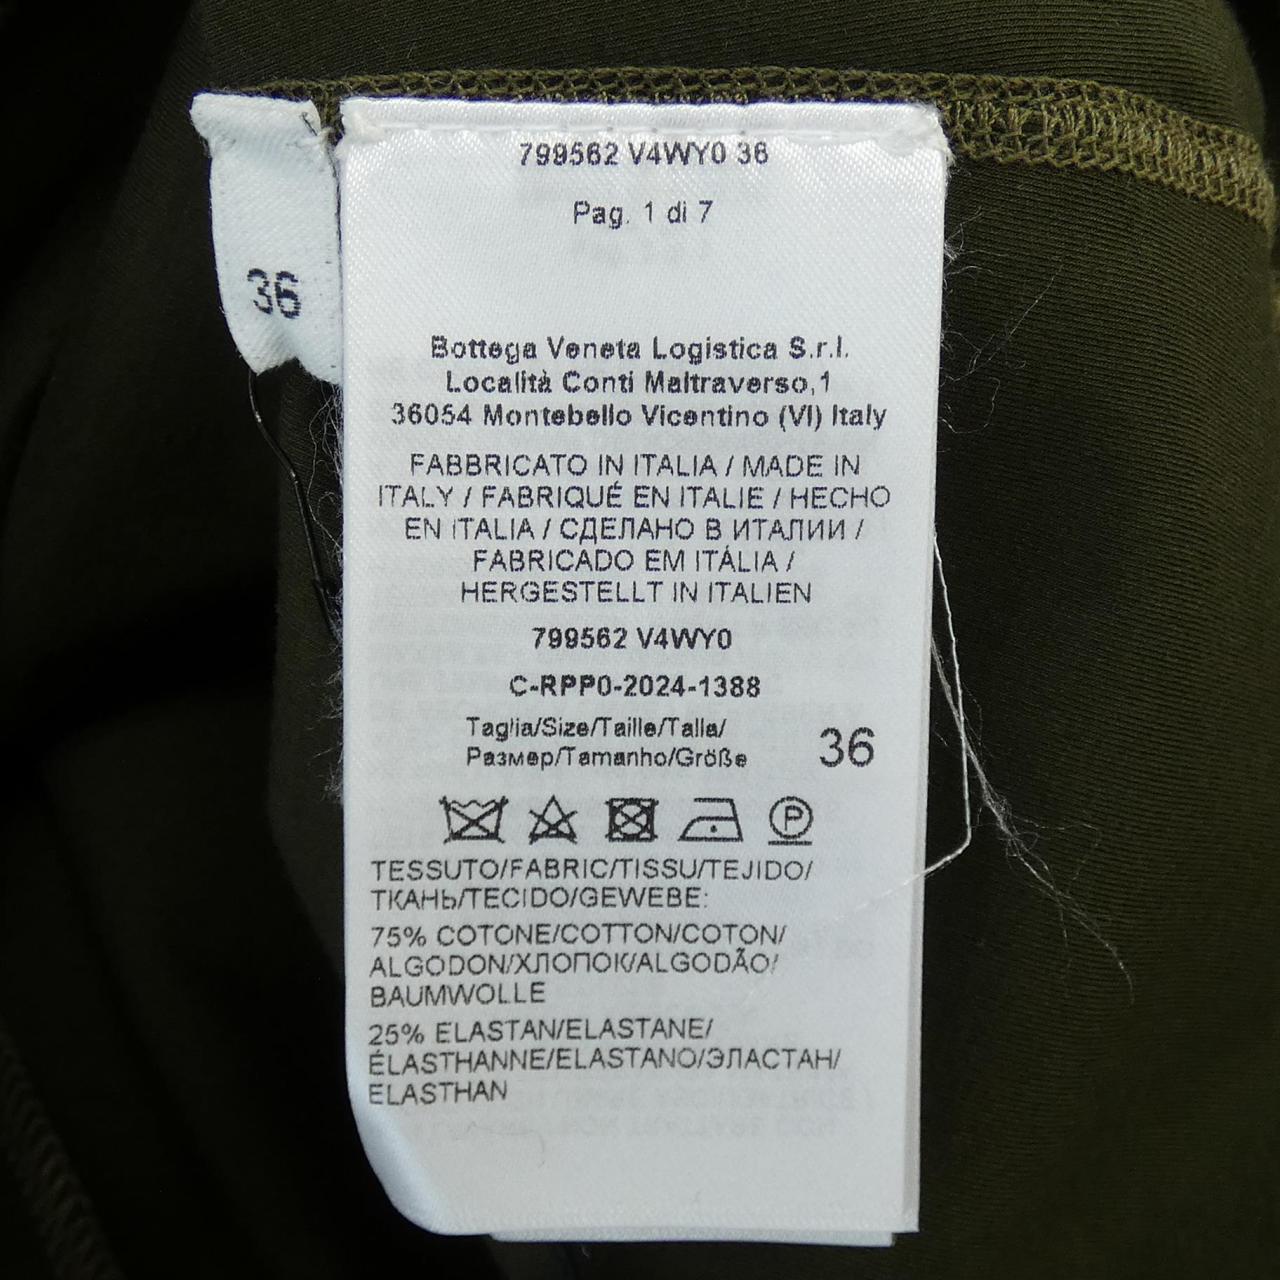 799562 V4WY0 36
Pag. 1 di 7
36
Bottega Veneta Logistica S.r.l.
Località Conti Maltraverso,1
36054 Montebello Vicentino (VI) Italy
FABBRICATO IN ITALIA / MADE IN
ITALY / FABRIQUÉ EN ITALIE / HECHO
EN ITALIA / СДЕЛАНО В ИТАЛИИ /
FABRICADO EM ITÁLIA /
HERGESTELLT IN ITALIEN
799562 V4WY0
C-RPP0-2024-1388
Taglia/Size/Taille/Talla/
Размер/Tamanho/Größe
36
P
TESSUTO/FABRIC/TISSU/TEJIDO/
ТКАНЬ/TECIDO/GEWEBE:
75% COTONE/COTTON/COTON/
ALGODON/ХЛОПОК/ALGODÃO/
BAUMWOLLE
25% ELASTAN/ELASTANE/
ÉLASTHANNE/ELASTANO/ЭЛАСТАН/
ELASTHAN